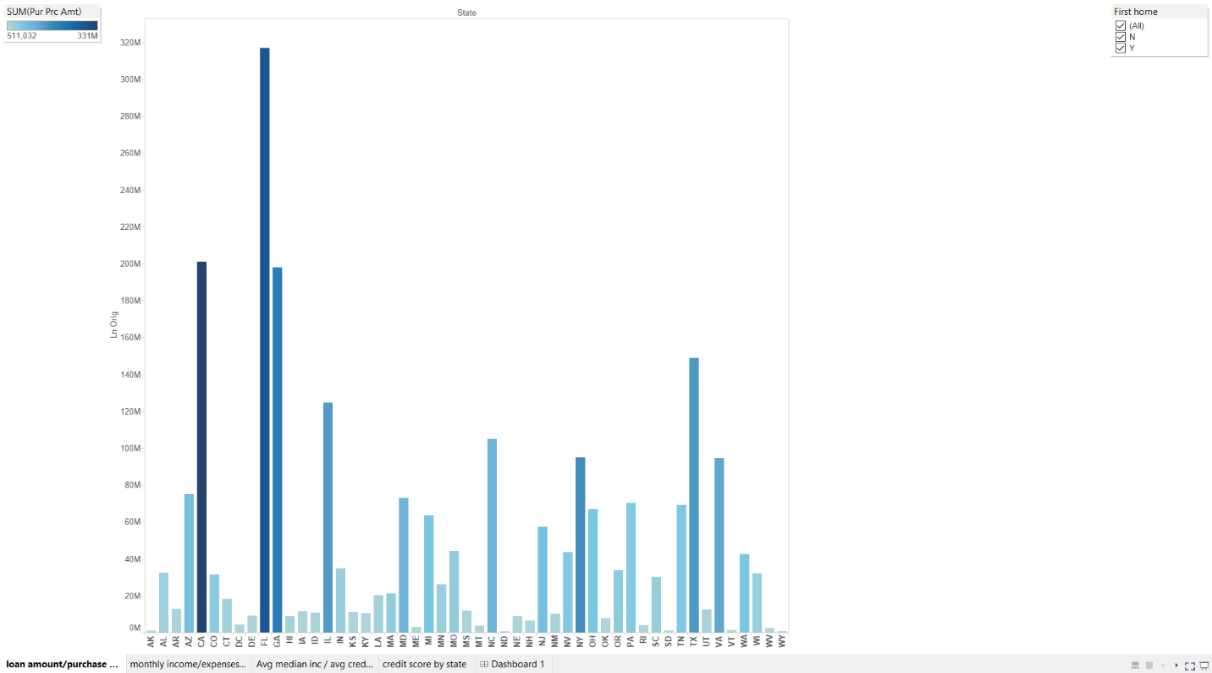 SUM(Pur Prc Amt)
511,032 331M
State
First home
(All)
N
Y
320M
300M
280M
260M
240M
220M
200M
180M
160M
140M
120M
100M
80M
60M
40M
20M
0M
Ln Orig
AK AL AR AZ CA CO CT DC DE FL GA HI IA ID IL IN KS KY LA MA MD ME MI MN MO MS MT NC ND NE NH NJ NM NV NY OH OK OR PA RI SC SD TN TX UT VA VT WA WI WV WY
loan amount/purchase ... monthly income/expenses... Avg median inc / avg cred... credit score by state Dashboard 1